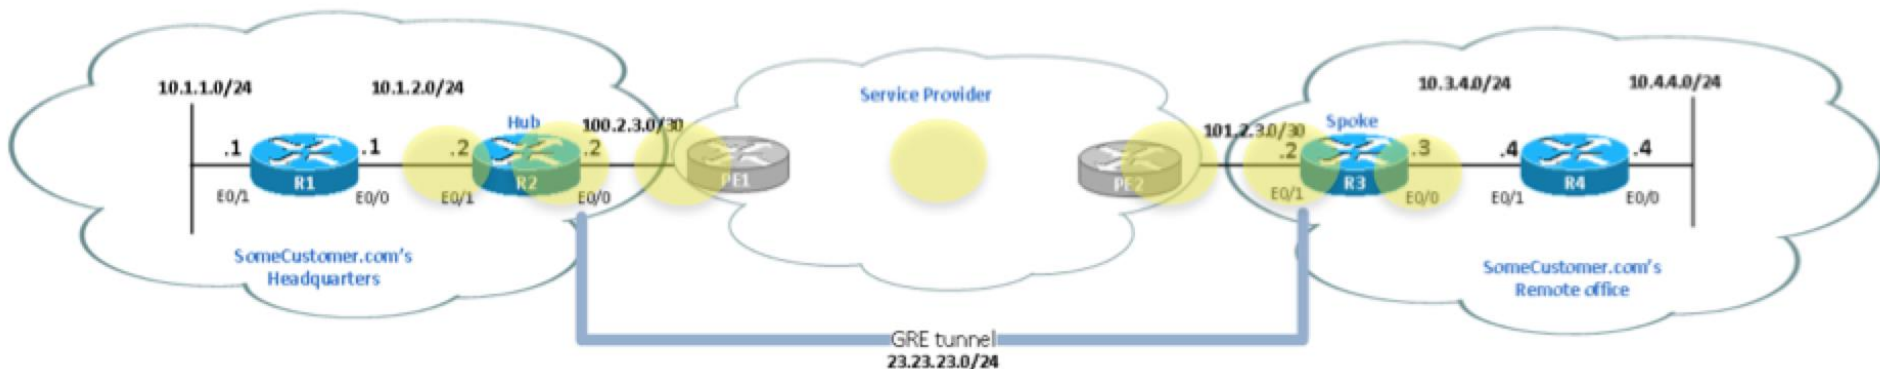 10.1.1.0/24
10.1.2.0/24
Hub
100.2.3.0/30
Service Provider
101.2.3.0/30
Spoke
10.3.4.0/24
10.4.4.0/24
.1
R1
.1
.2
R2
.2
PE1
PE2
.2
R3
.3
.4
R4
.4
E0/1
E0/0
E0/1
E0/0
E0/1
E0/0
E0/1
E0/0
SomeCustomer.com's
Headquarters
SomeCustomer.com's
Remote office
GRE tunnel
23.23.23.0/24